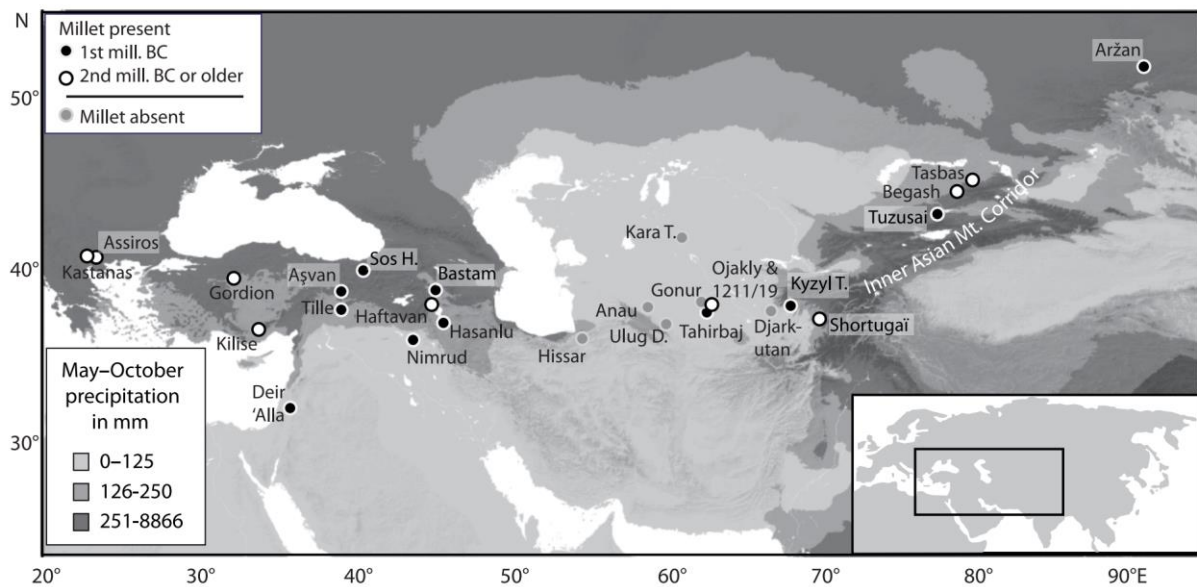 N
Millet present
1st mill. BC
2nd mill. BC or older
Millet absent
Aržan
50°
Tasbas
Begash
Tuzusai
Inner Asian Mt. Corridor
Kara T.
Assiros
Kastanas
40°
Sos H.
Aşvan
Bastam
Ojakly &
1211/19
Kyzyl T.
Gordion
Gonur
Anau
Tille
Haftavan
Ulug D.
Tahirbaj
Djark-
utan
Shortugaï
Hasanlu
Kilise
Nimrud
Hissar
May–October
precipitation
in mm
0–125
126-250
251-8866
Deir
‘Alla
30°
20°
30°
40°
50°
60°
70°
80°
90°E